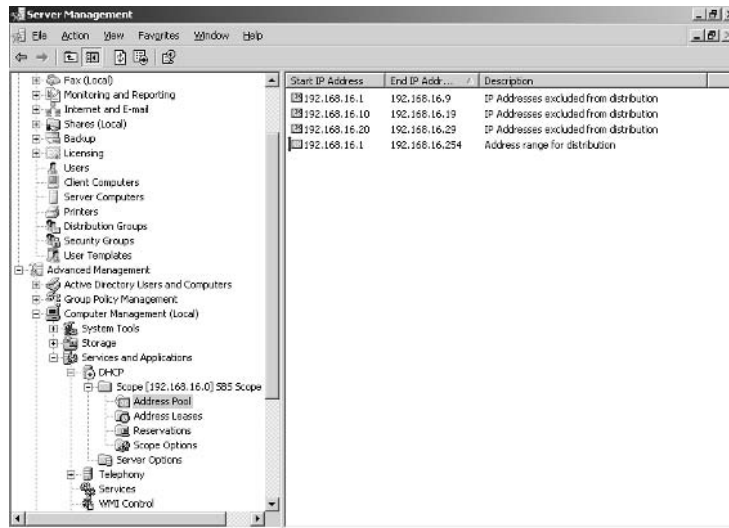 Server Management
File Action View Favorites Window Help
Fax (Local)
Monitoring and Reporting
Internet and E-mail
Shares (Local)
Backup
Licensing
Users
Client Computers
Server Computers
Printers
Distribution Groups
Security Groups
User Templates
Advanced Management
Active Directory Users and Computers
Group Policy Management
Computer Management (Local)
System Tools
Storage
Services and Applications
DHCP
Scope [192.168.16.0] SBS Scope
Address Pool
Address Leases
Reservations
Scope Options
Server Options
Telephony
Services
WMI Control
Start IP Address End IP Addr... Description
192.168.16.1 192.168.16.9 IP Addresses excluded from distribution
192.168.16.10 192.168.16.19 IP Addresses excluded from distribution
192.168.16.20 192.168.16.29 IP Addresses excluded from distribution
192.168.16.1 192.168.16.254 Address range for distribution